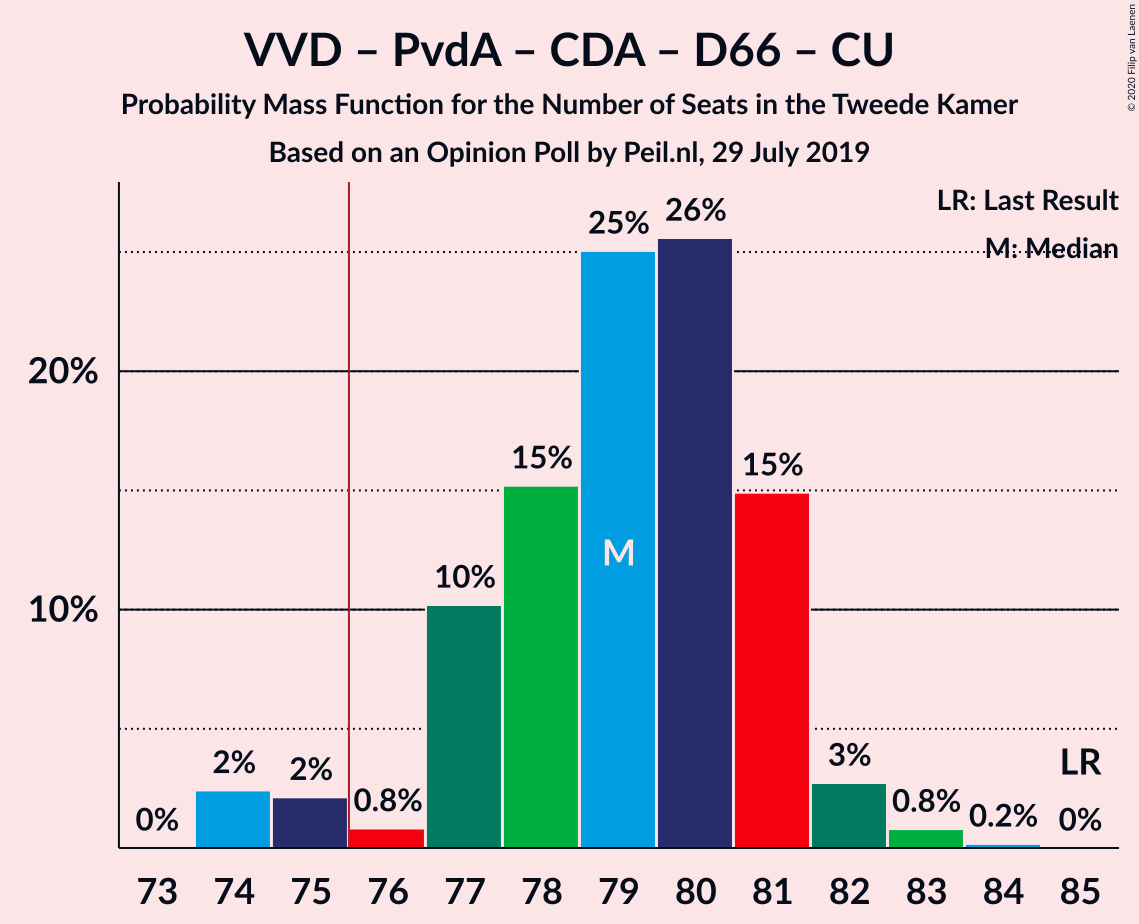 VVD – PvdA – CDA – D66 – CU
Probability Mass Function for the Number of Seats in the Tweede Kamer
Based on an Opinion Poll by Peil.nl, 29 July 2019
© 2020 Filip van Laenen
LR: Last Result
M: Median
26%
25%
20%
15%
15%
M
10%
10%
2%
2%
0.8%
3%
0.8%
0.2%
LR
0%
0%
73 74 75 76 77 78 79 80 81 82 83 84 85